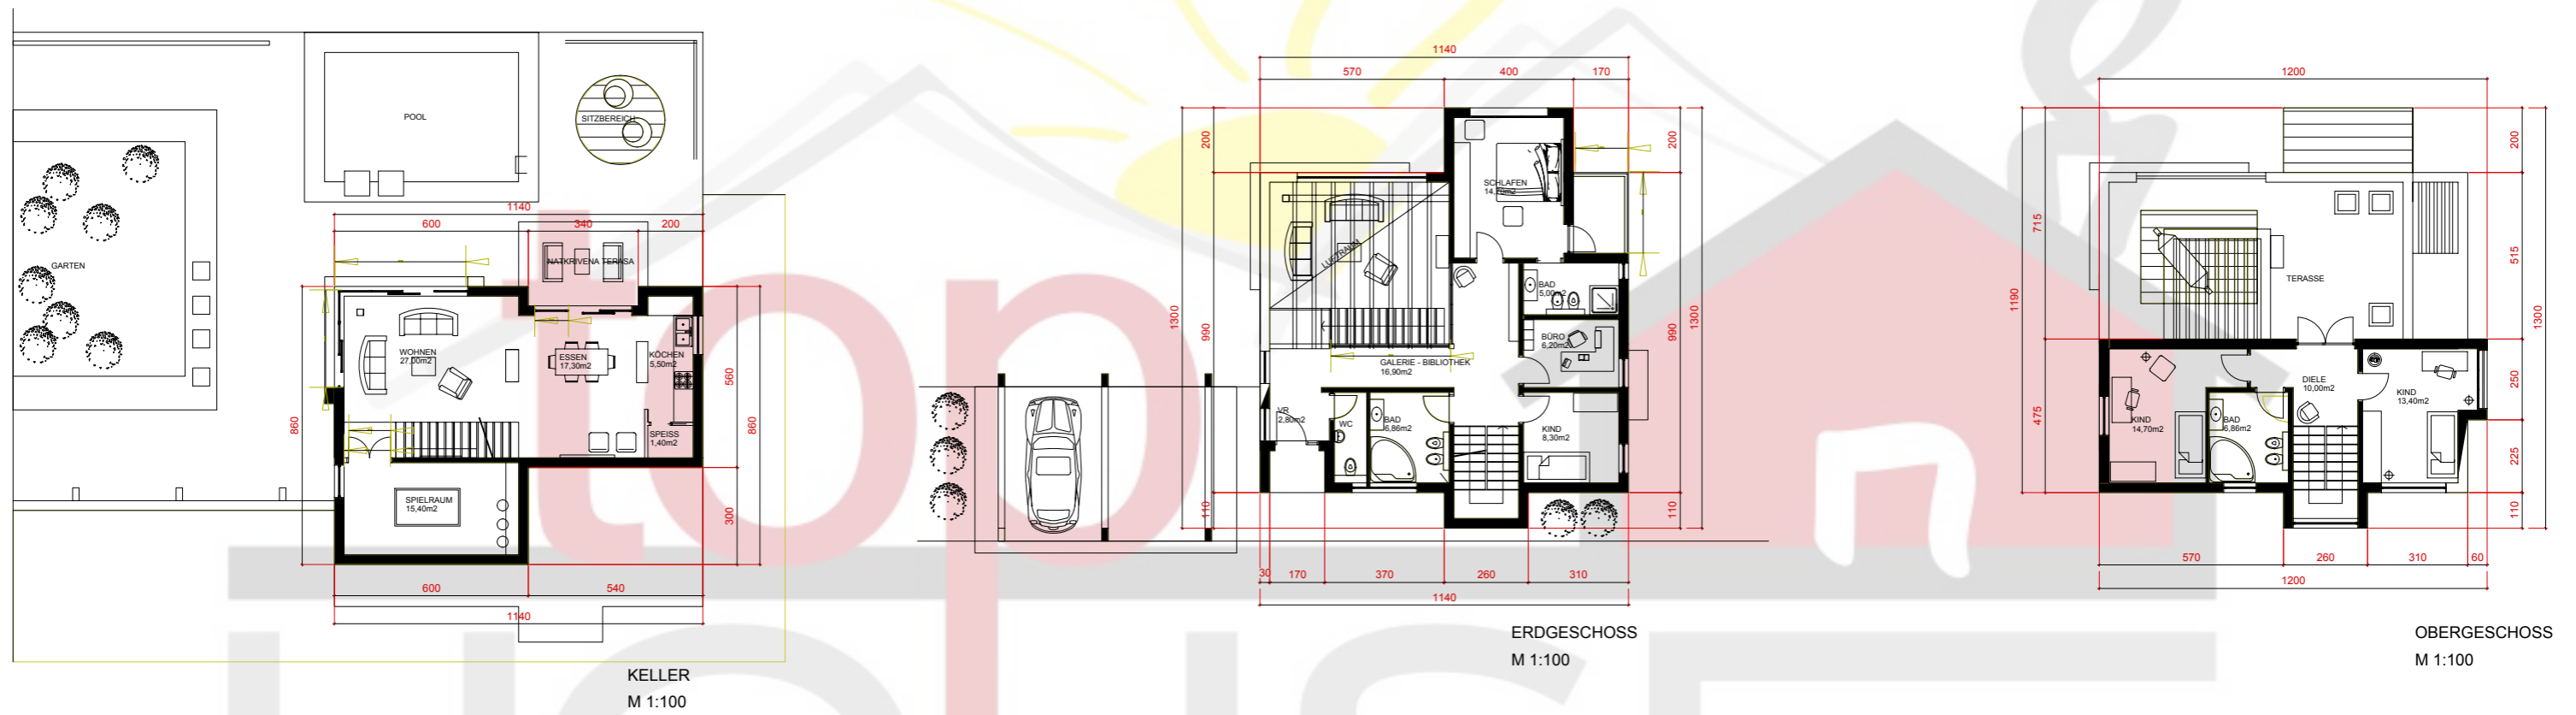 POOL
SITZBEREICH
GARTEN
1140
600
340
200
NATKRIVENA TERASA
WOHNEN
27,00m2
ESSEN
17,30m2
KÖCHEN
5,50m2
SPEISS
1,40m2
SPIELRAUM
15,40m2
860
560
860
300
600
540
1140
KELLER
M 1:100
1140
570
400
170
200
200
1300
990
990
1300
110
110
SCHLAFEN
LUFZRAUM
BAD
5,00m2
BÜRO
6,20m2
GALERIE - BIBLIOTHEK
16,90m2
VR
2,80m2
WC
BAD
6,86m2
KIND
8,30m2
30
170
370
260
310
1140
ERDGESCHOSS
M 1:100
1200
715
1190
475
200
515
1300
250
225
110
TERASSE
DIELE
10,00m2
KIND
13,40m2
KIND
14,70m2
BAD
6,86m2
570
260
310
60
1200
OBERGESCHOSS
M 1:100
top
HOUSE